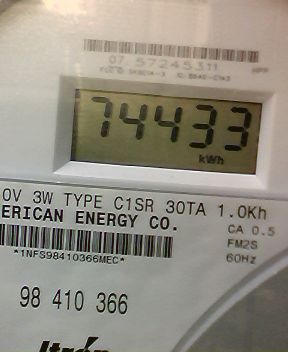 07. 57245311
74433
kWh
0V 3W TYPE C1SR 30TA 1.0Kh
ERICAN ENERGY CO.
CA 0.5
FM2S
*1NFS98410366MEC*
60Hz
98 410 366
Itron